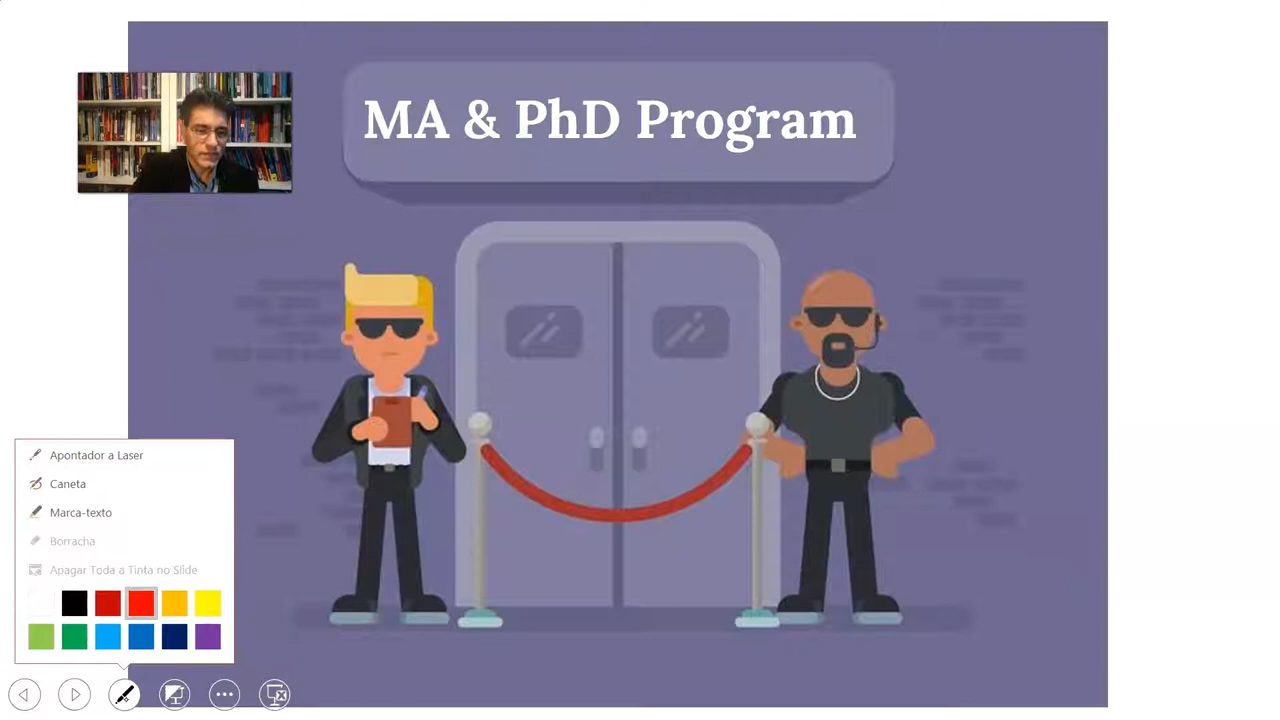 MA & PhD Program
Apontador a Laser
Caneta
Marca-texto
Borracha
Apagar Toda a Tinta no Slide